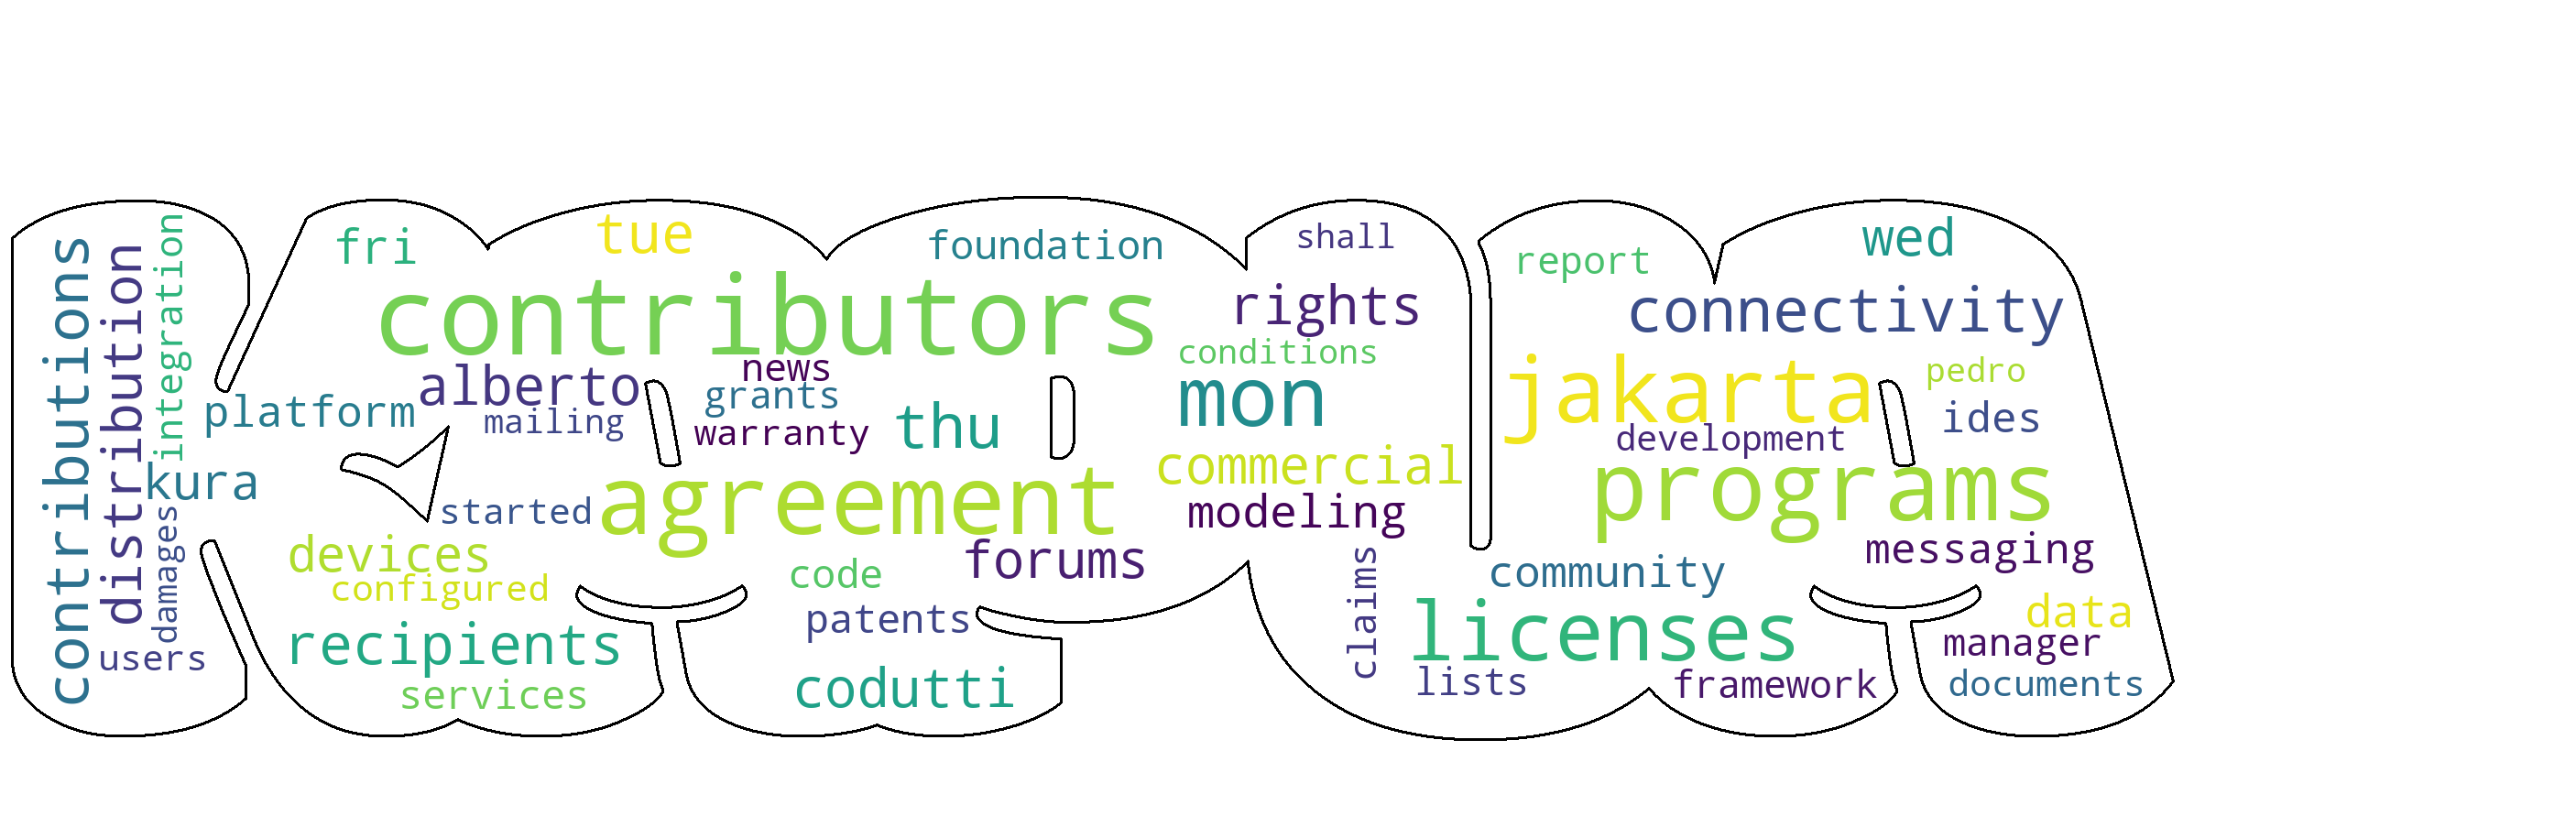 contributions
distribution
integration
damages
users
kura
platform
fri
tue
foundation
contributors
alberto
mailing
news
grants
warranty
thu
started
agreement
devices
configured
recipients
services
code
patents
forums
codutti
shall
rights
conditions
mon
commercial
modeling
claims
report
wed
connectivity
jakarta
pedro
ides
development
programs
messaging
community
licenses
lists
data
manager
framework
documents